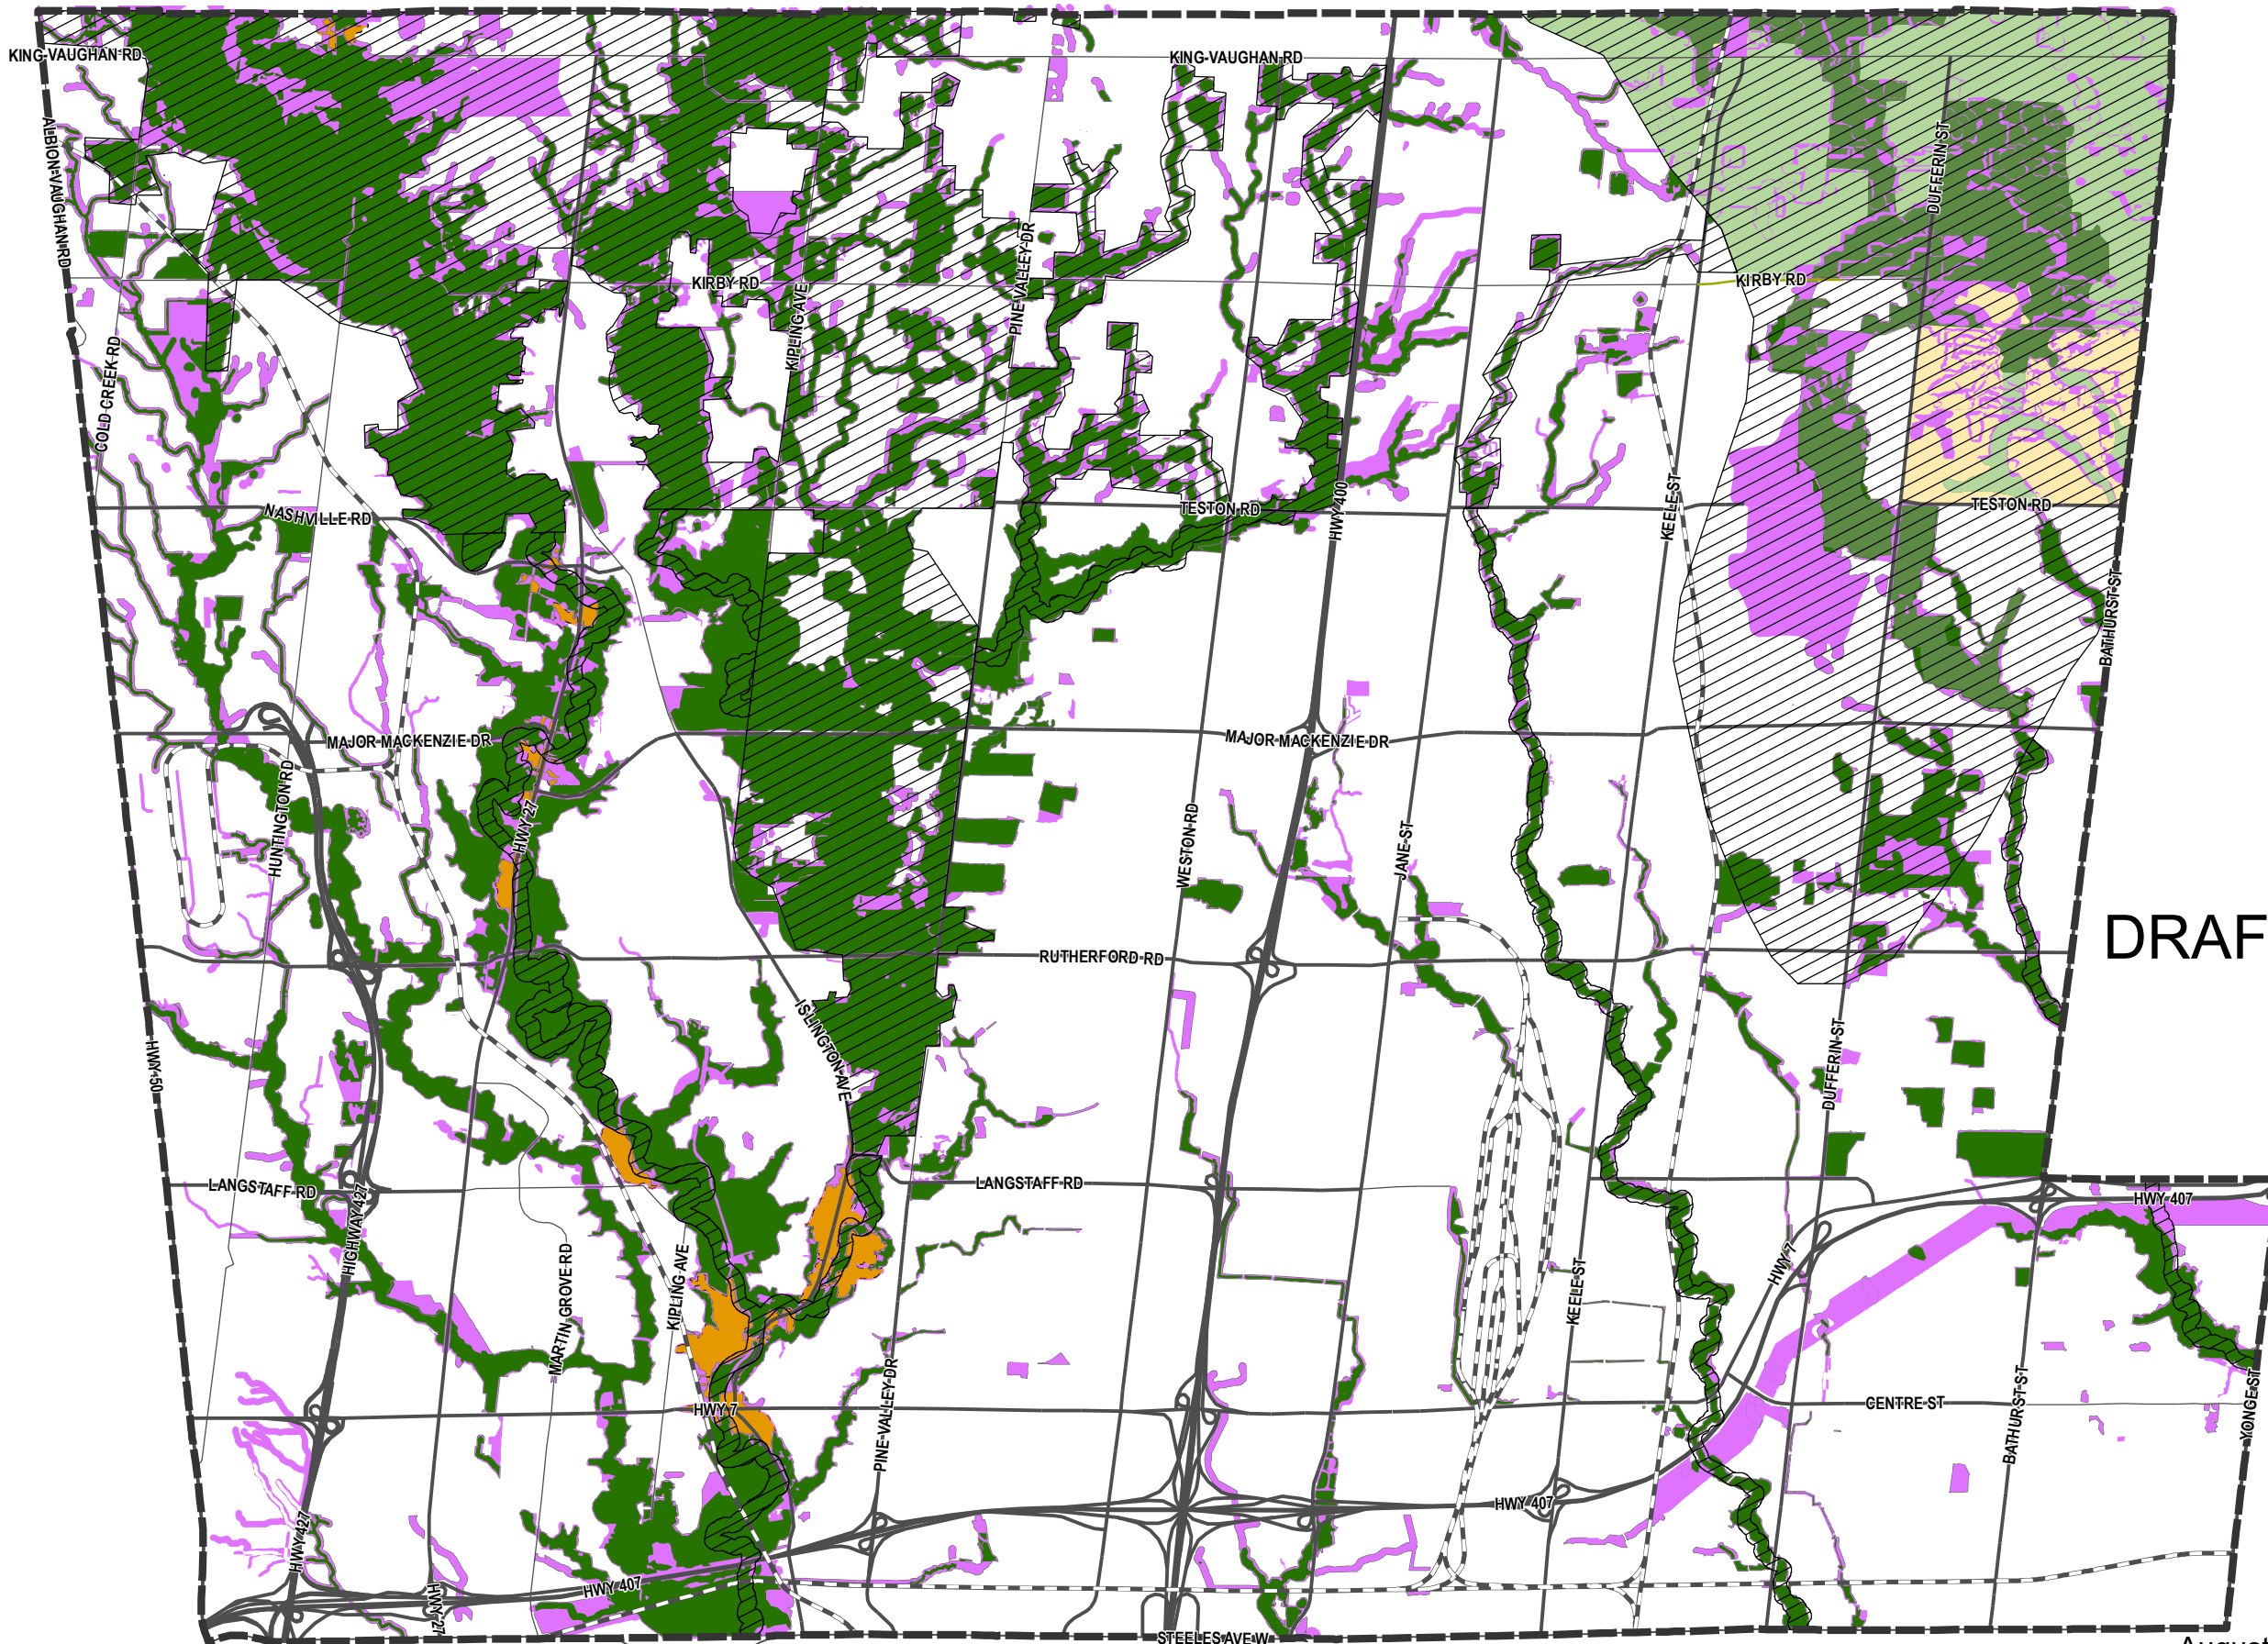 KING-VAUGHAN RD
KING-VAUGHAN RD
ALBION-VAUGHAN RD
DUFFERIN ST
PINE VALLEY DR
KIRBY RD
KIRBY RD
KIPLING AVE
COLD CREEK RD
NASHVILLE RD
TESTON RD
HWY 400
KEELE ST
TESTON RD
BATHURST ST
MAJOR MACKENZIE DR
MAJOR MACKENZIE DR
HUNTINGTON RD
HWY 27
WESTON RD
JANE ST
DRAF
RUTHERFORD RD
ISLINGTON AVE
HWY 50
DUFFERIN ST
LANGSTAFF RD
LANGSTAFF RD
HWY 407
HIGHWAY 427
MARTIN GROVE RD
KIPLING AVE
KEELE ST
HWY 7
HWY 7
PINE VALLEY DR
CENTRE ST
BATHURST ST
YONGE ST
HWY 407
HWY 427
HWY 407
HWY 27
STEELES AVE W
August